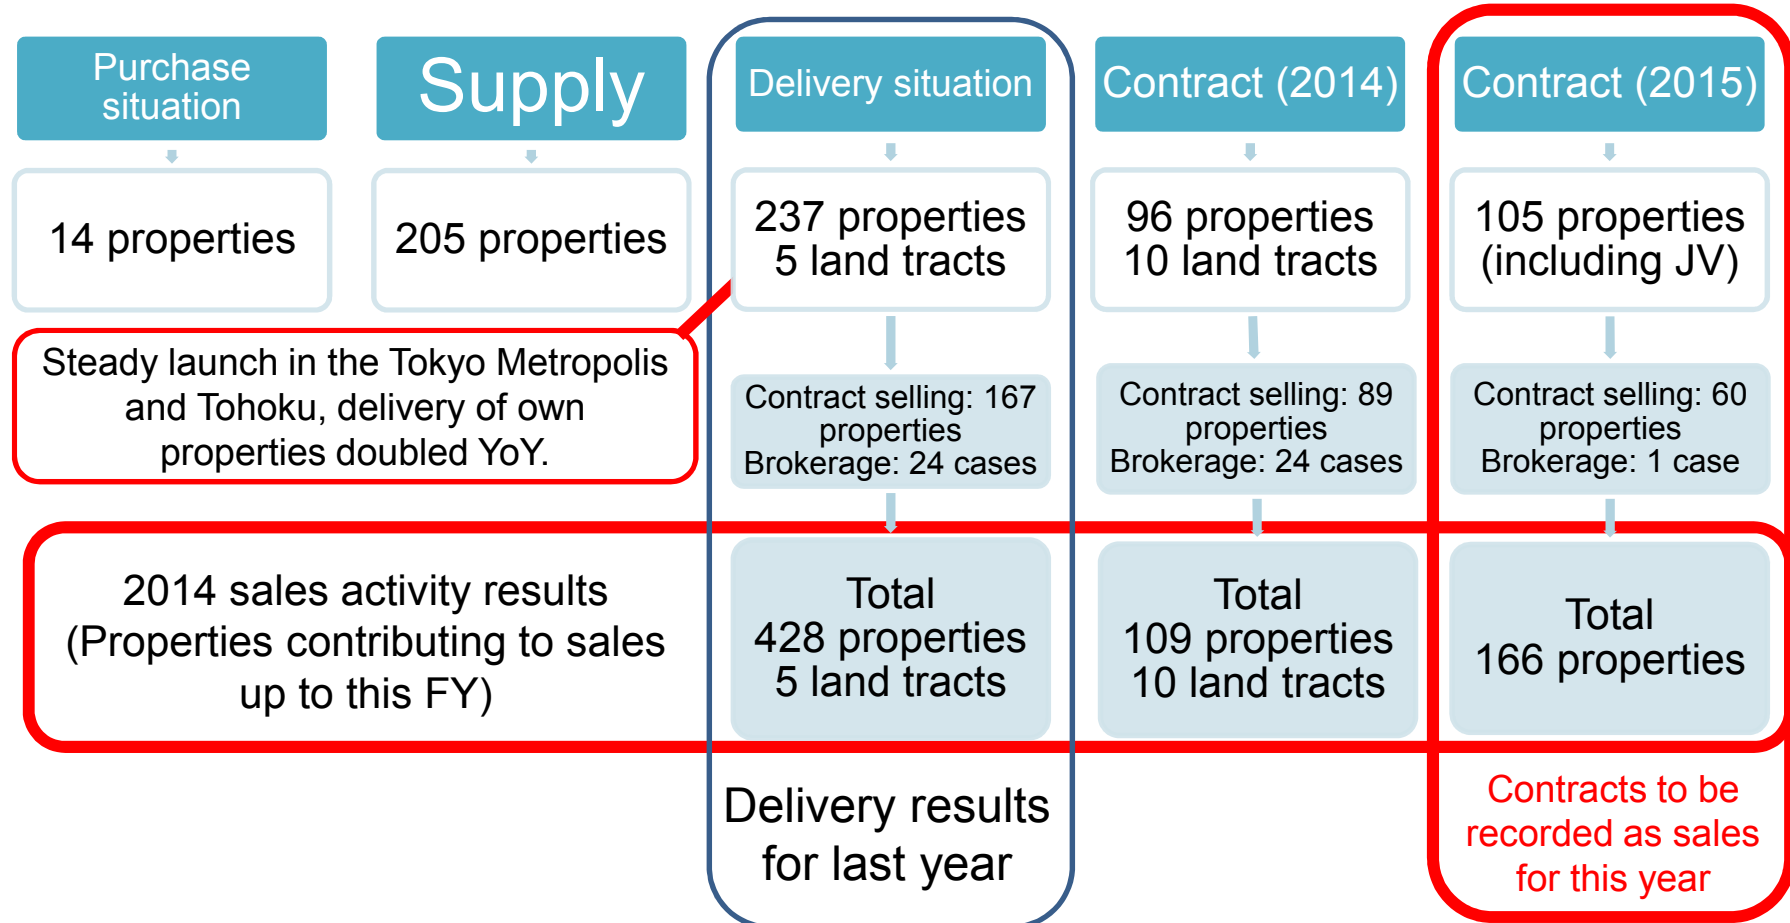 Purchase
situation
Supply
Delivery situation
Contract (2014)
Contract (2015)
14 properties
205 properties
237 properties
5 land tracts
96 properties
10 land tracts
105 properties
(including JV)
Steady launch in the Tokyo Metropolis
and Tohoku, delivery of own
properties doubled YoY.
Contract selling: 167
properties
Brokerage: 24 cases
Contract selling: 89
properties
Brokerage: 24 cases
Contract selling: 60
properties
Brokerage: 1 case
2014 sales activity results
(Properties contributing to sales
up to this FY)
Total
428 properties
5 land tracts
Total
109 properties
10 land tracts
Total
166 properties
Delivery results
for last year
Contracts to be
recorded as sales
for this year